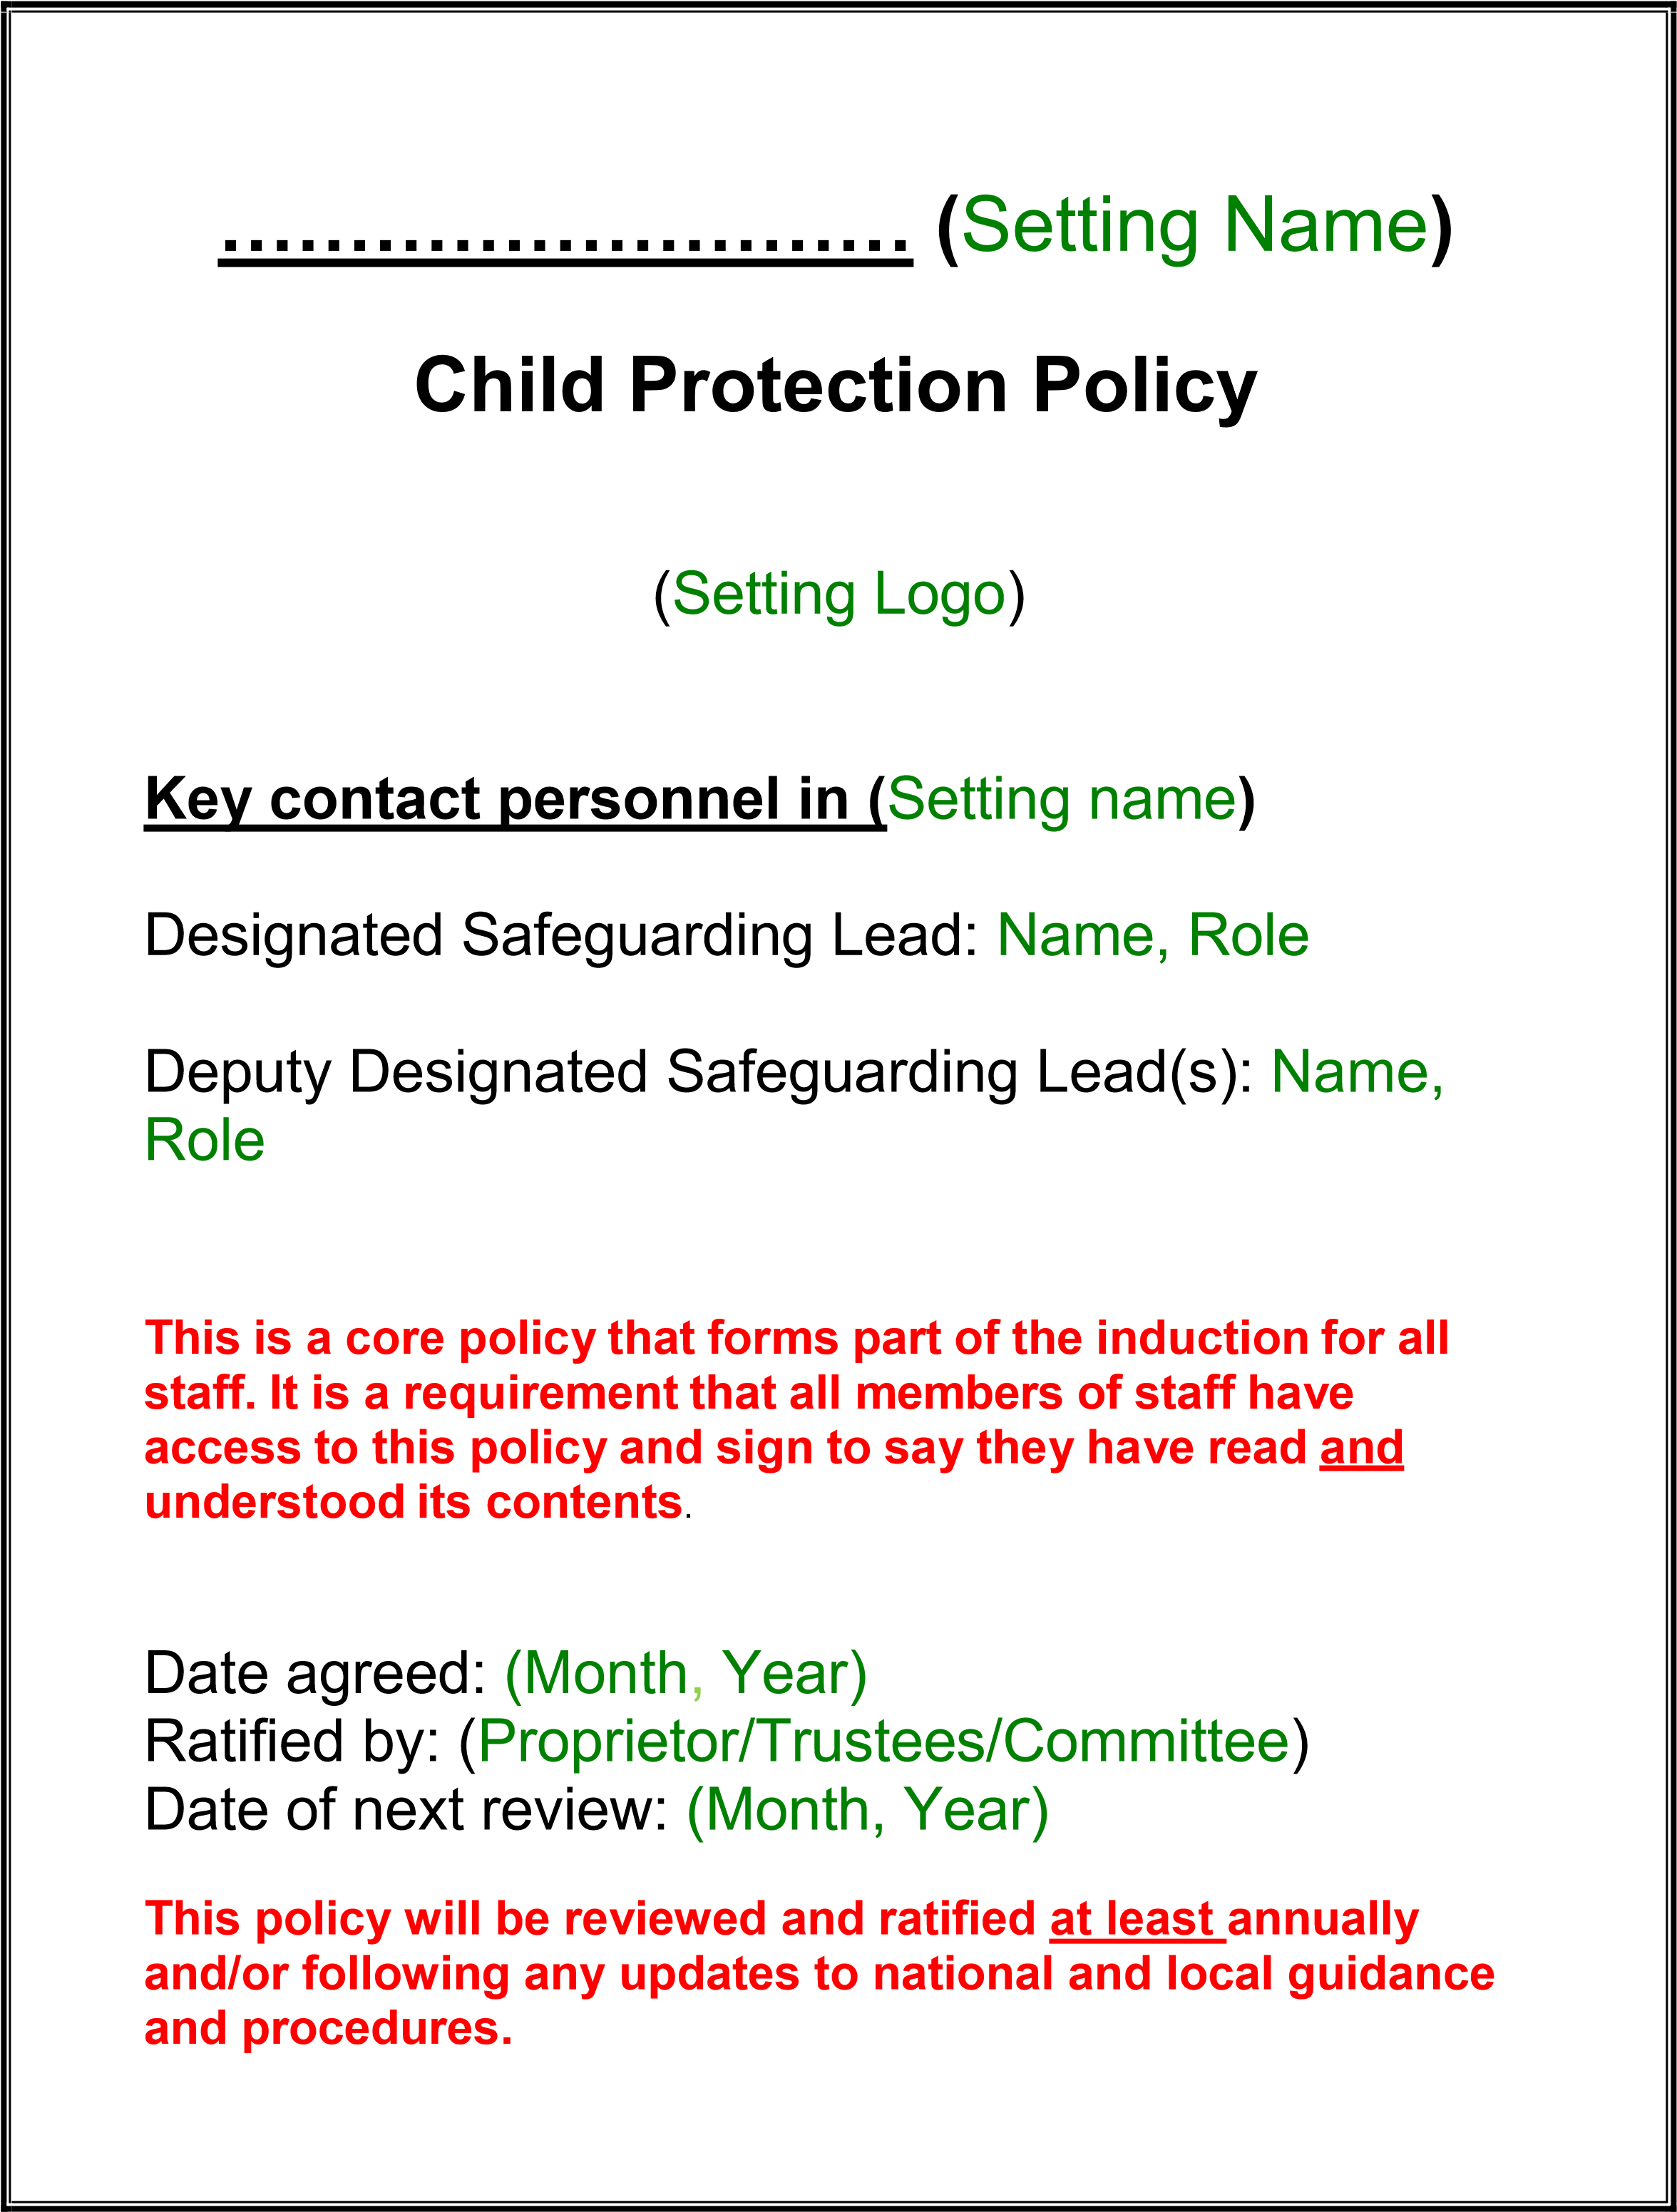 ........................... (Setting Name)
Child Protection Policy
(Setting Logo)
Key contact personnel in (Setting name)
Designated Safeguarding Lead: Name, Role
Deputy Designated Safeguarding Lead(s): Name,
Role
This is a core policy that forms part of the induction for all
staff. It is a requirement that all members of staff have
access to this policy and sign to say they have read and
understood its contents.
Date agreed: (Month, Year)
Ratified by: (Proprietor/Trustees/Committee)
Date of next review: (Month, Year)
This policy will be reviewed and ratified at least annually
and/or following any updates to national and local guidance
and procedures.